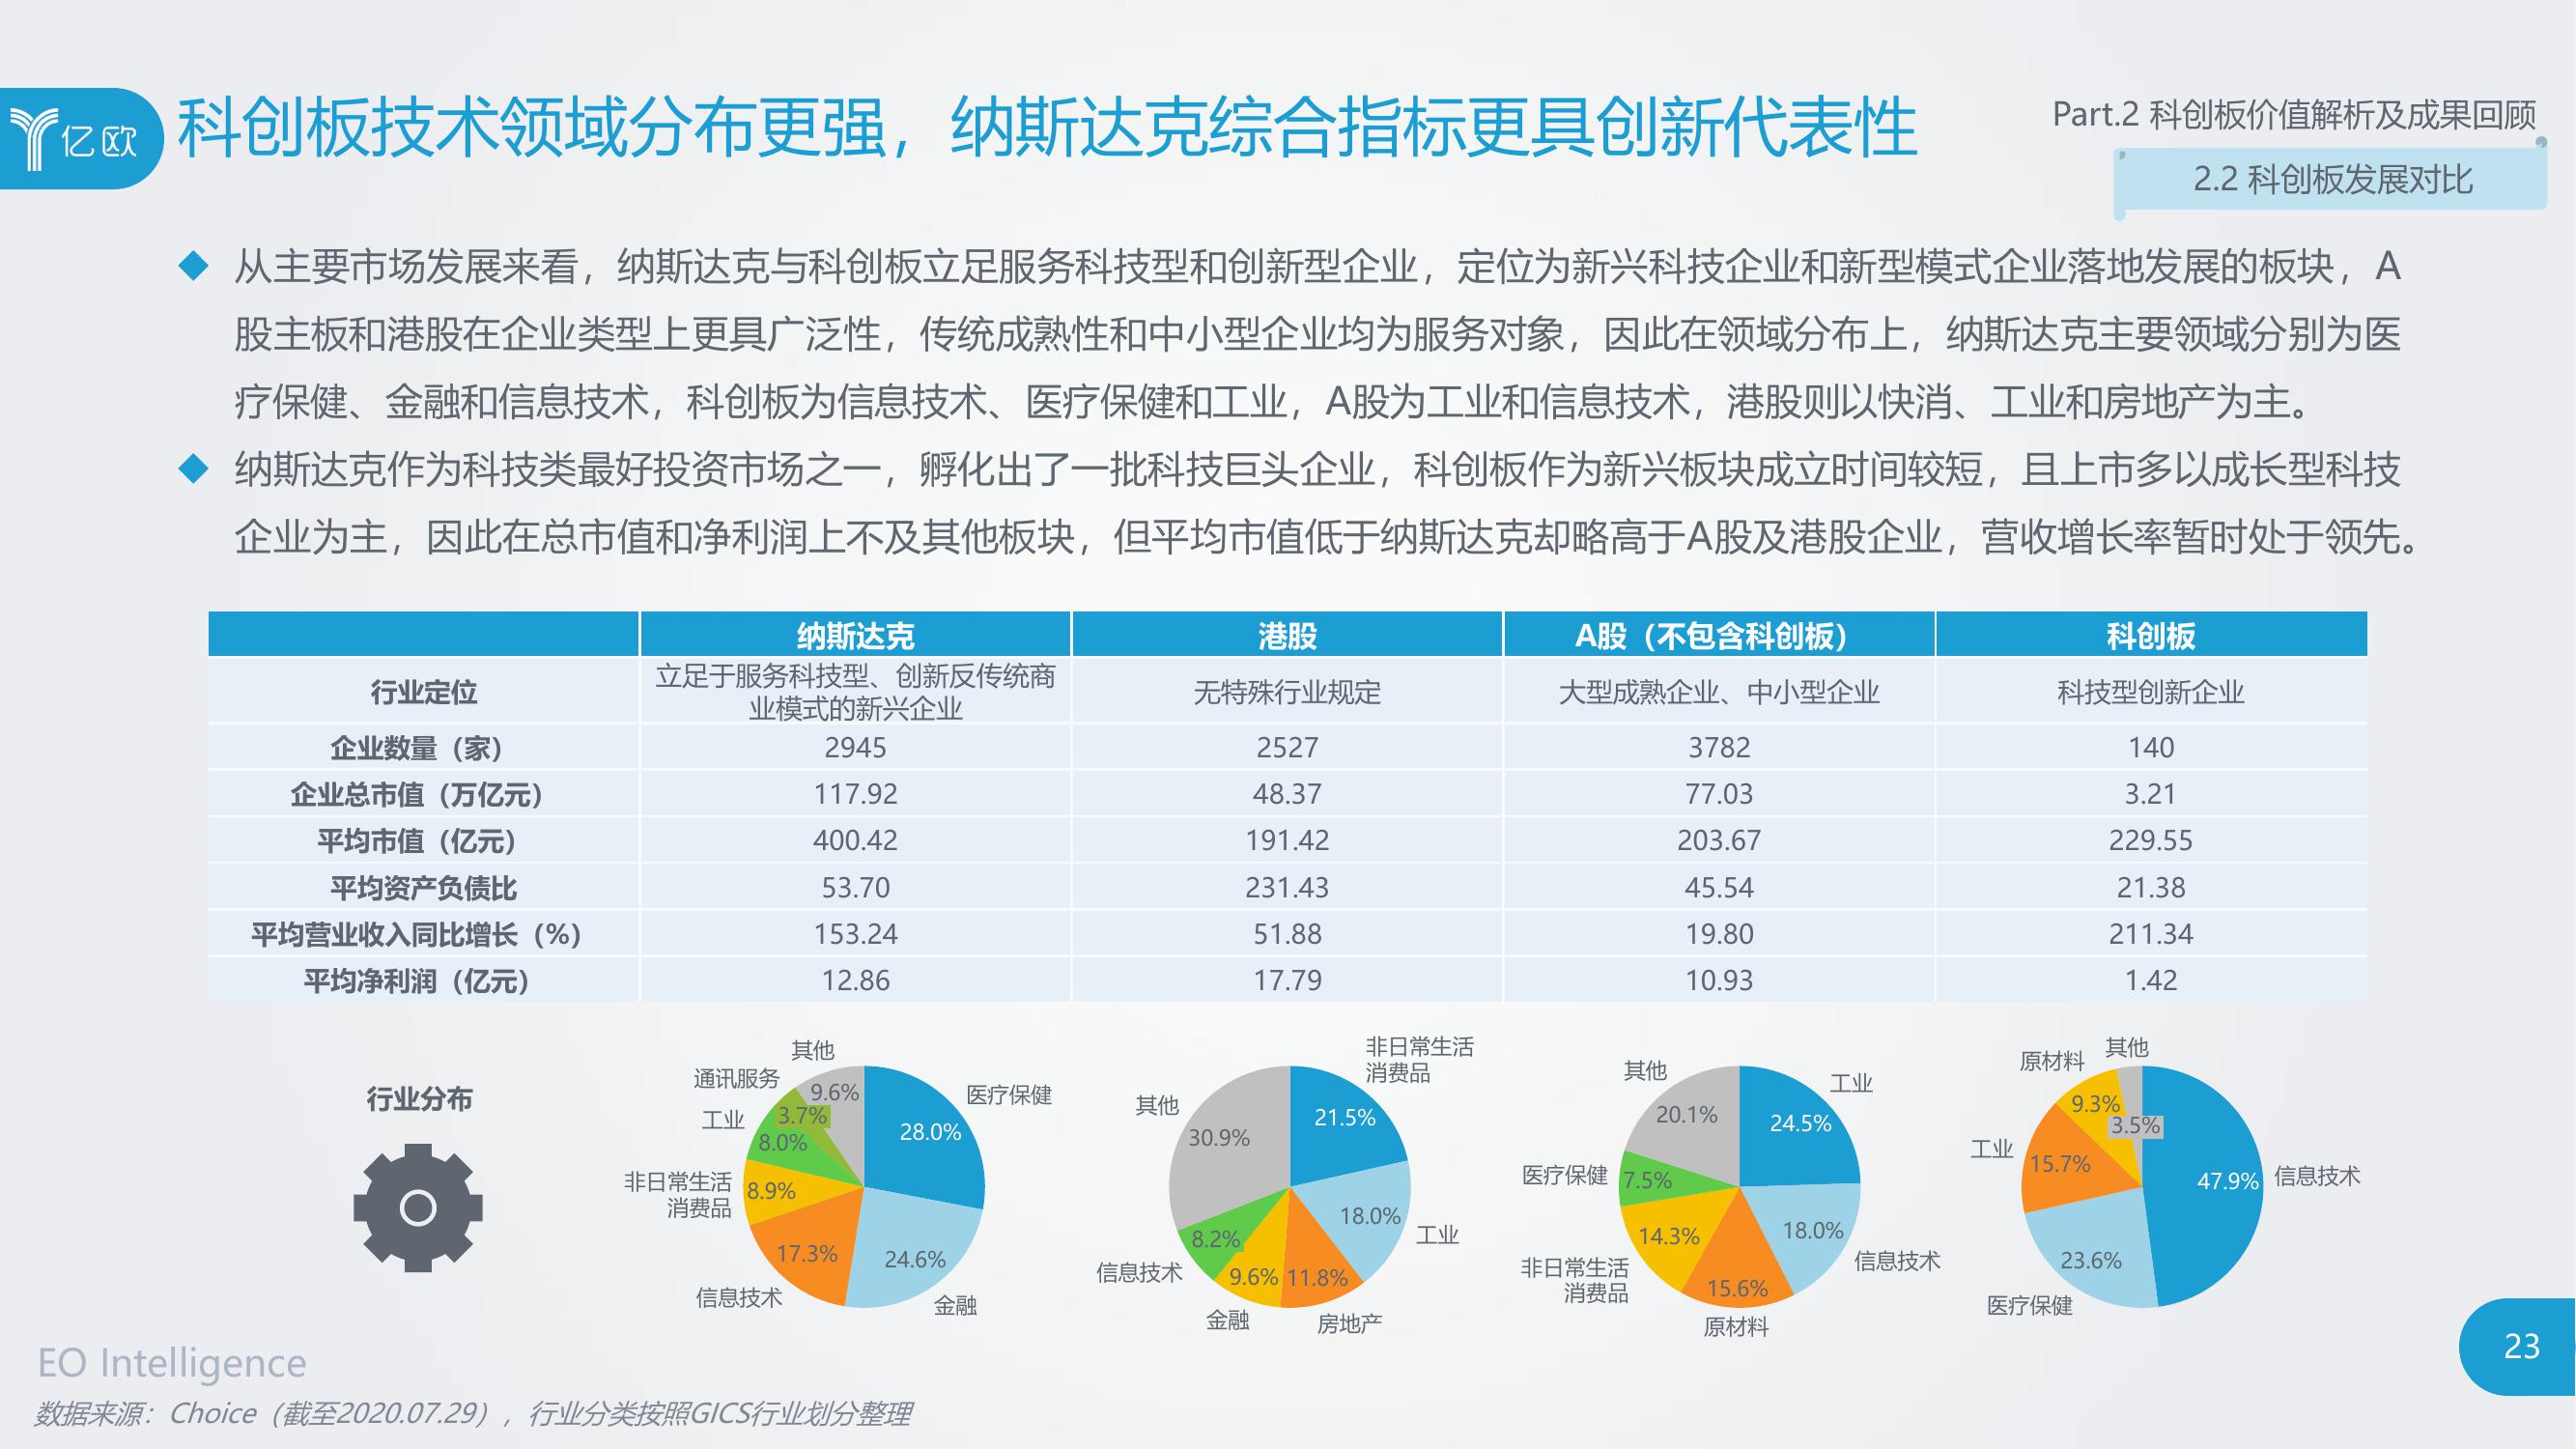 亿欧
科创板技术领域分布更强，纳斯达克综合指标更具创新代表性
Part.2 科创板价值解析及成果回顾
2.2 科创板发展对比
从主要市场发展来看，纳斯达克与科创板立足服务科技型和创新型企业，定位为新兴科技企业和新型模式企业落地发展的板块，A
股主板和港股在企业类型上更具广泛性，传统成熟性和中小型企业均为服务对象，因此在领域分布上，纳斯达克主要领域分别为医
疗保健、金融和信息技术，科创板为信息技术、医疗保健和工业，A股为工业和信息技术，港股则以快消、工业和房地产为主。
纳斯达克作为科技类最好投资市场之一，孵化出了一批科技巨头企业，科创板作为新兴板块成立时间较短，且上市多以成长型科技
企业为主，因此在总市值和净利润上不及其他板块，但平均市值低于纳斯达克却略高于A股及港股企业，营收增长率暂时处于领先。
纳斯达克 港股 A股（不包含科创板） 科创板
行业定位 立足于服务科技型、创新反传统商 无特殊行业规定 大型成熟企业、中小型企业 科技型创新企业
业模式的新兴企业
企业数量（家） 2945 2527 3782 140
企业总市值（万亿元） 117.92 48.37 77.03 3.21
平均市值（亿元） 400.42 191.42 203.67 229.55
平均资产负债比 53.70 231.43 45.54 21.38
平均营业收入同比增长（%） 153.24 51.88 19.80 211.34
平均净利润（亿元） 12.86 17.79 10.93 1.42
行业分布
其他
9.6%
通讯服务
3.7%
工业
8.0%
非日常生活
消费品
8.9%
信息技术
17.3%
金融
24.6%
医疗保健
28.0%
非日常生活
消费品
21.5%
工业
18.0%
房地产
11.8%
金融
9.6%
信息技术
8.2%
其他
30.9%
工业
24.5%
信息技术
18.0%
原材料
15.6%
非日常生活
消费品
14.3%
医疗保健
7.5%
其他
20.1%
信息技术
47.9%
医疗保健
23.6%
工业
15.7%
原材料
9.3%
其他
3.5%
EO Intelligence
23
数据来源：Choice（截至2020.07.29），行业分类按照GICS行业划分整理